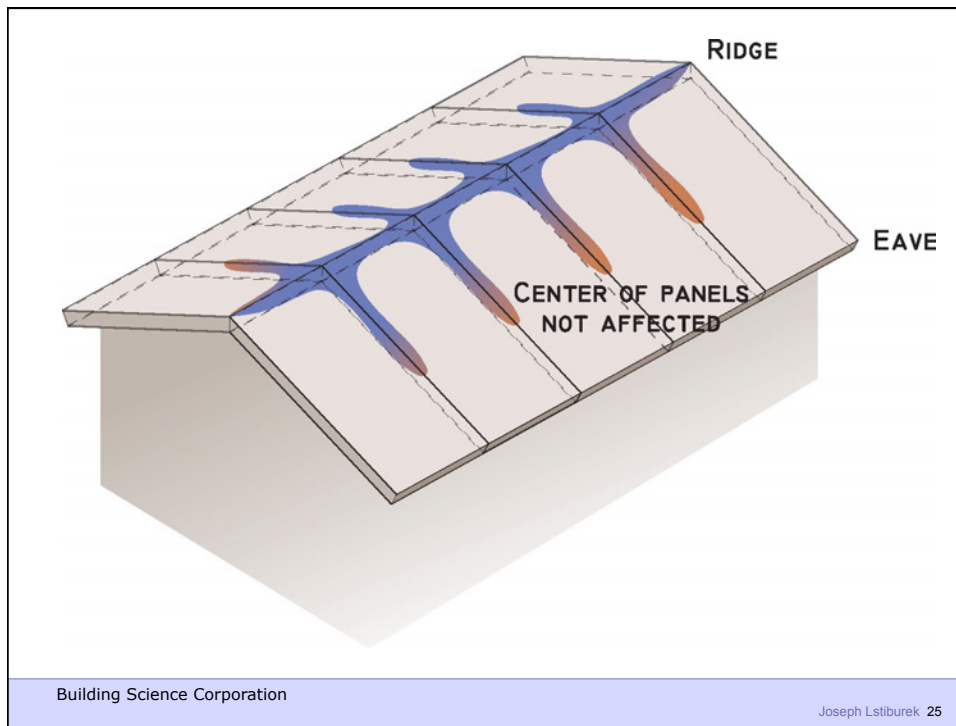 RIDGE
EAVE
CENTER OF PANELS
NOT AFFECTED
Building Science Corporation
Joseph Lstiburek 25